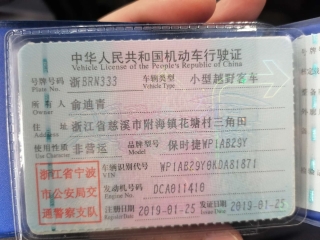 中华人民共和国机动车行驶证
Vehicle License of the People's Republic of China
号牌号码 浙BRN333 车辆类型 小型越野客车
Plate No. Vehicle Type
所有人 俞迪青
Owner
住址 浙江省慈溪市附海镇花塘村三角国
Address
使用性质 非营运 品牌型号 保时捷WP1AB29Y
Use Character Model
浙江省宁波
市公安局交
通警察支队
车辆识别代号 WP1AB29Y8KDA81871
VIN
发动机号码 DCA011410
Engine No.
注册日期 2019-01-25 发证日期 2019-01-25
Register Date Issue Date